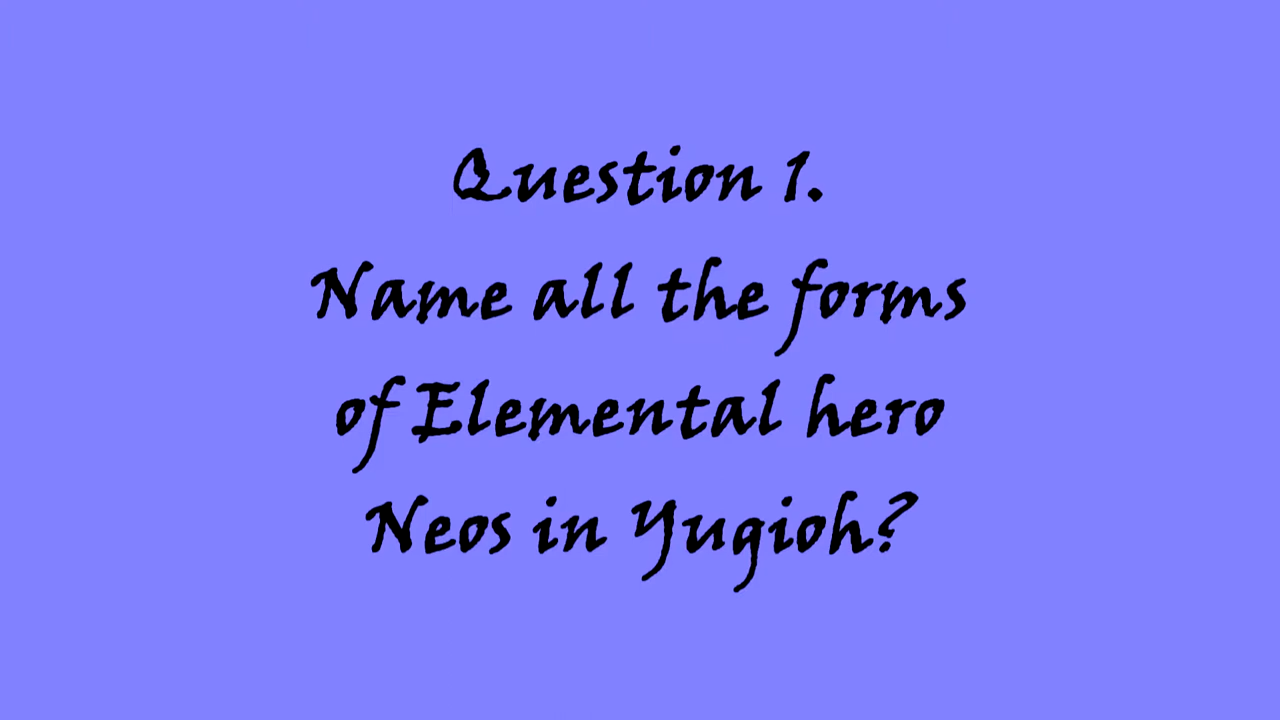 Question 1.
Name all the forms
of Elemental hero
Neos in Yugioh?